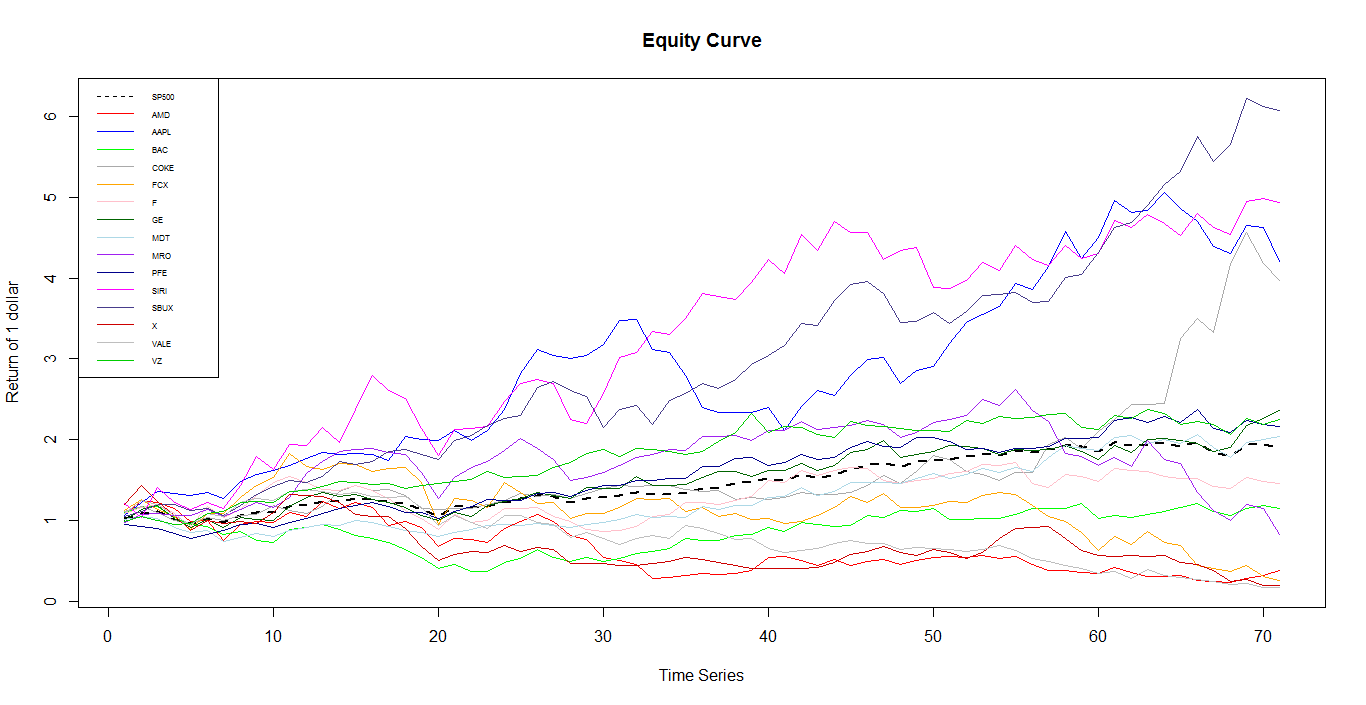 Equity Curve
Return of 1 dollar
6
5
4
3
2
1
0
SP500
AMD
AAPL
BAC
COKE
FCX
F
GE
MDT
MRO
PFE
SIRI
SBUX
X
VALE
VZ
0 10 20 30 40 50 60 70
Time Series